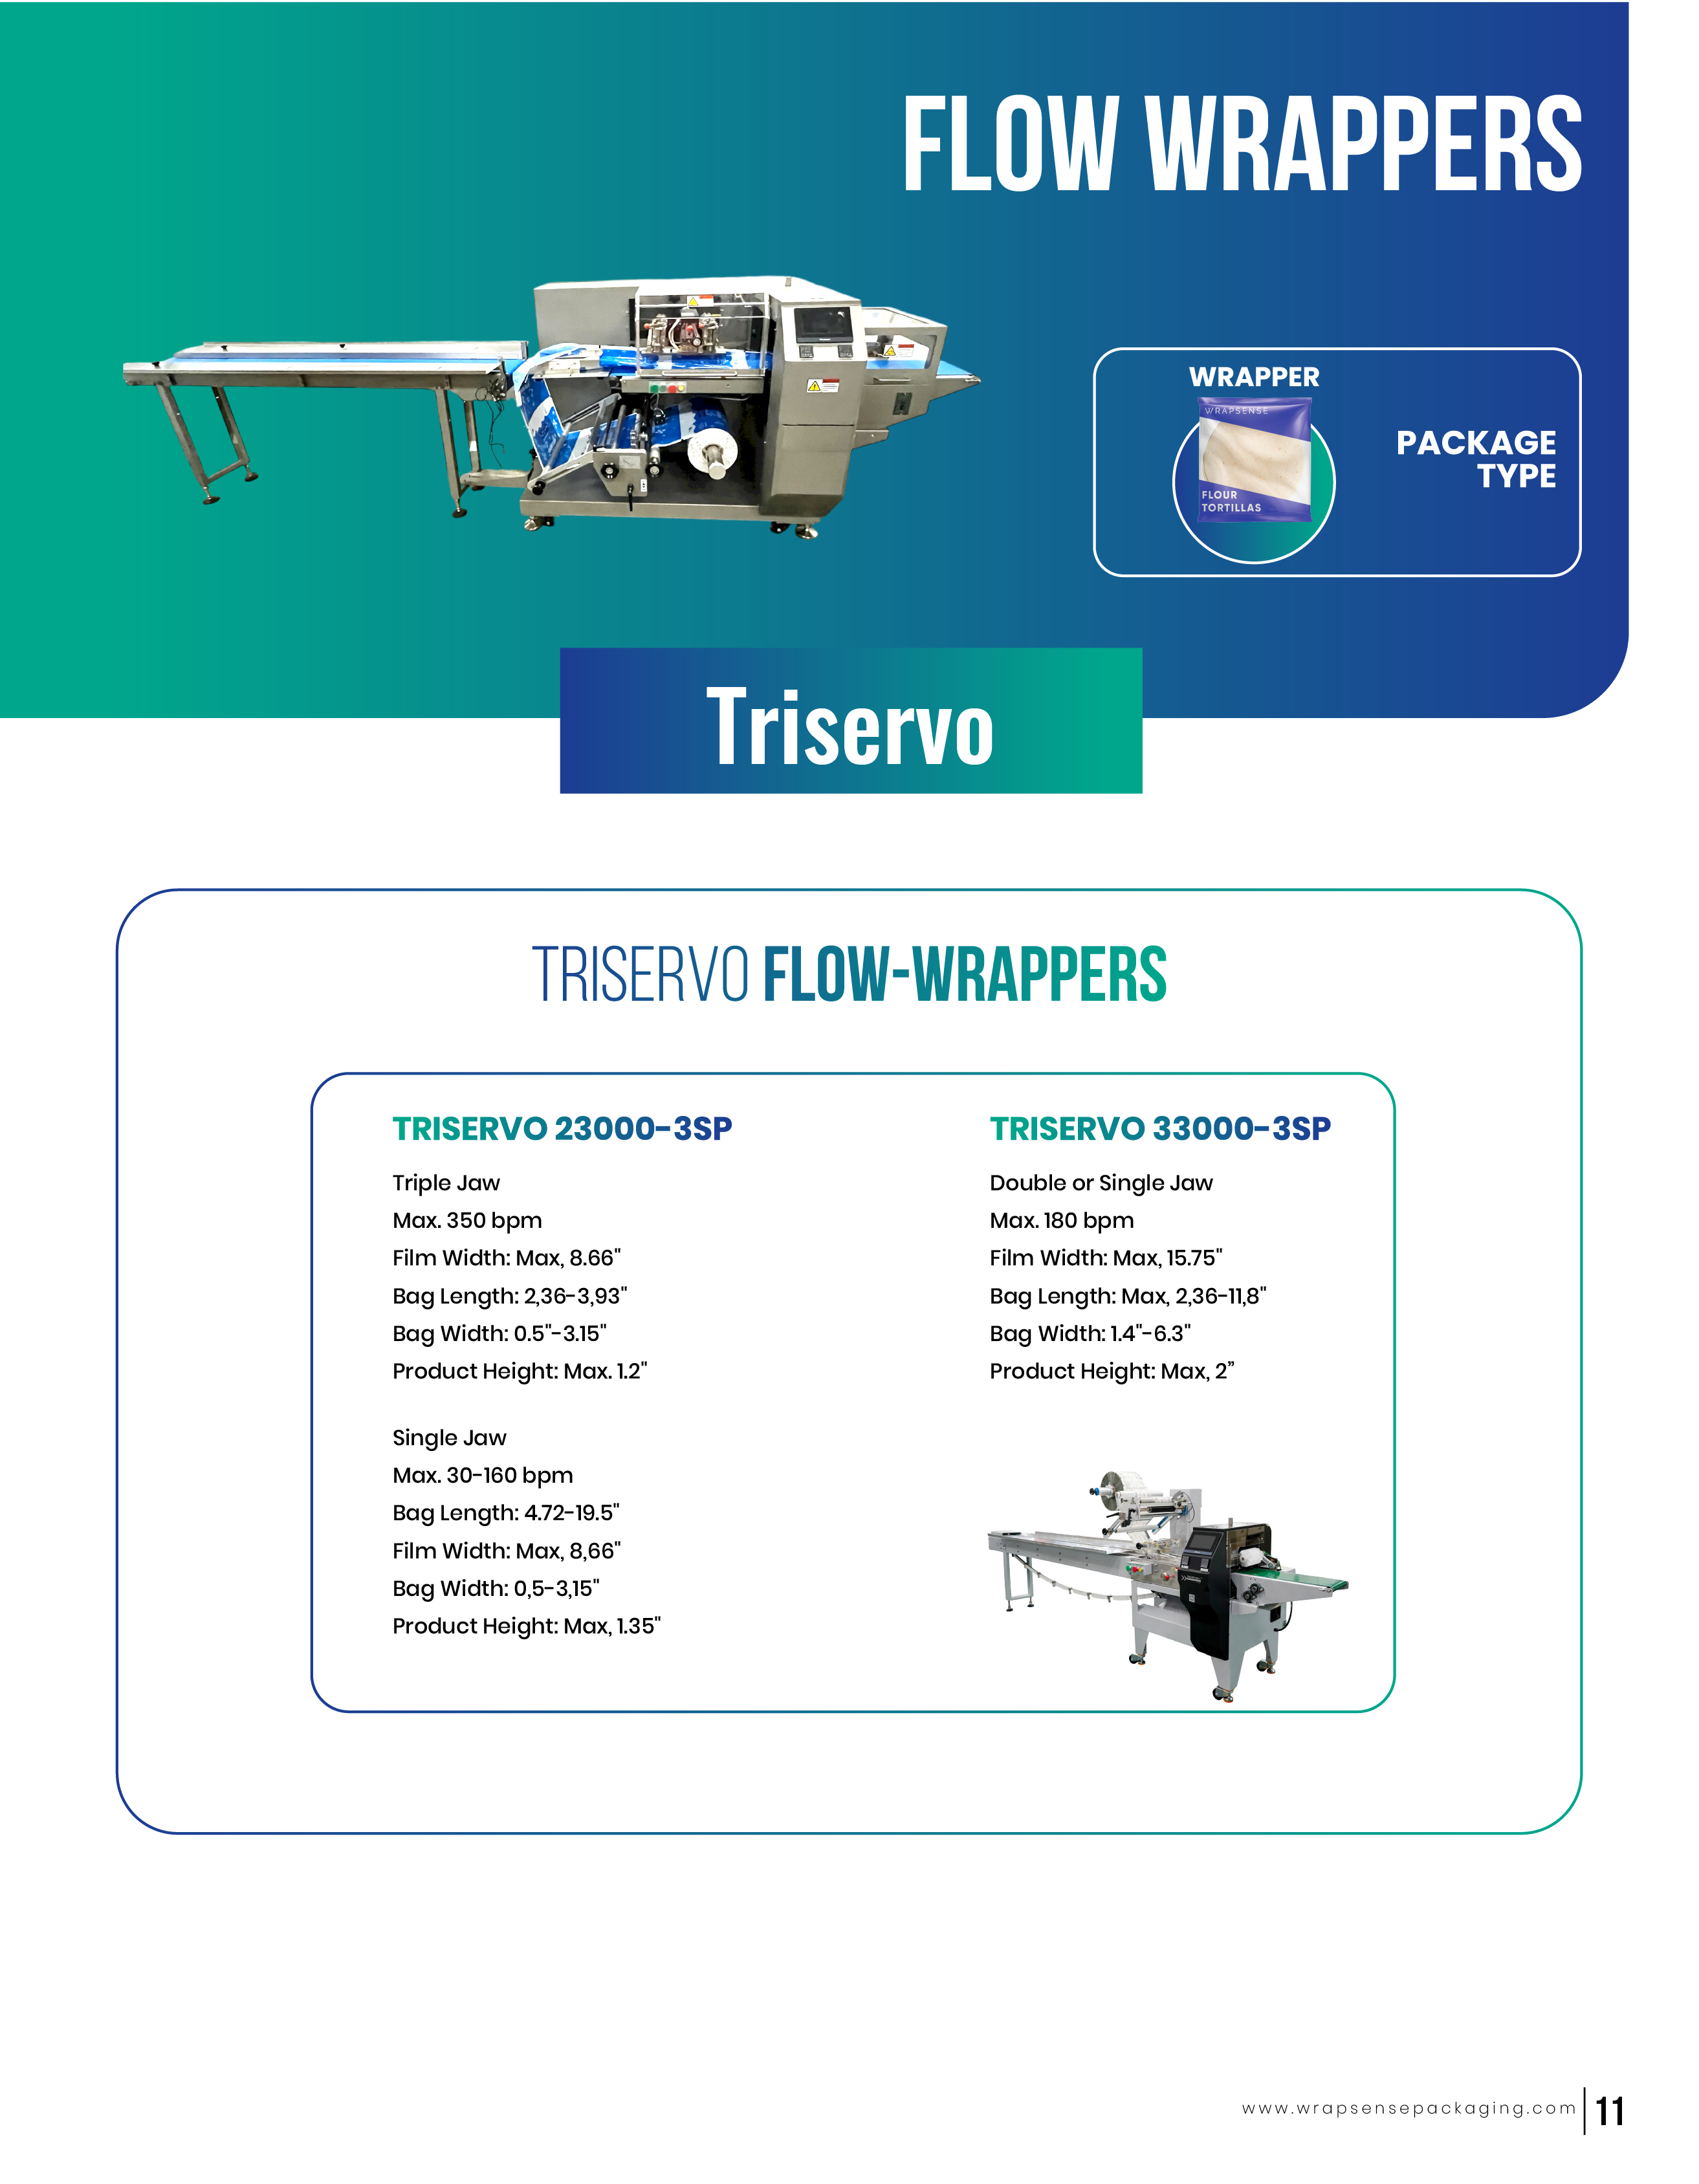 FLOW WRAPPERS
WRAPPER
WRAPSENSE
FLOUR
TORTILLAS
PACKAGE
TYPE
Triservo
TRISERVO FLOW-WRAPPERS
TRISERVO 23000-3SP
Triple Jaw
Max. 350 bpm
Film Width: Max, 8.66"
Bag Length: 2,36-3,93"
Bag Width: 0.5"-3.15"
Product Height: Max. 1.2"
Single Jaw
Max. 30-160 bpm
Bag Length: 4.72-19.5"
Film Width: Max, 8,66"
Bag Width: 0,5-3,15"
Product Height: Max, 1.35"
TRISERVO 33000-3SP
Double or Single Jaw
Max. 180 bpm
Film Width: Max, 15.75"
Bag Length: Max, 2,36-11,8"
Bag Width: 1.4"-6.3"
Product Height: Max, 2”
www.wrapsensepackaging.com
11